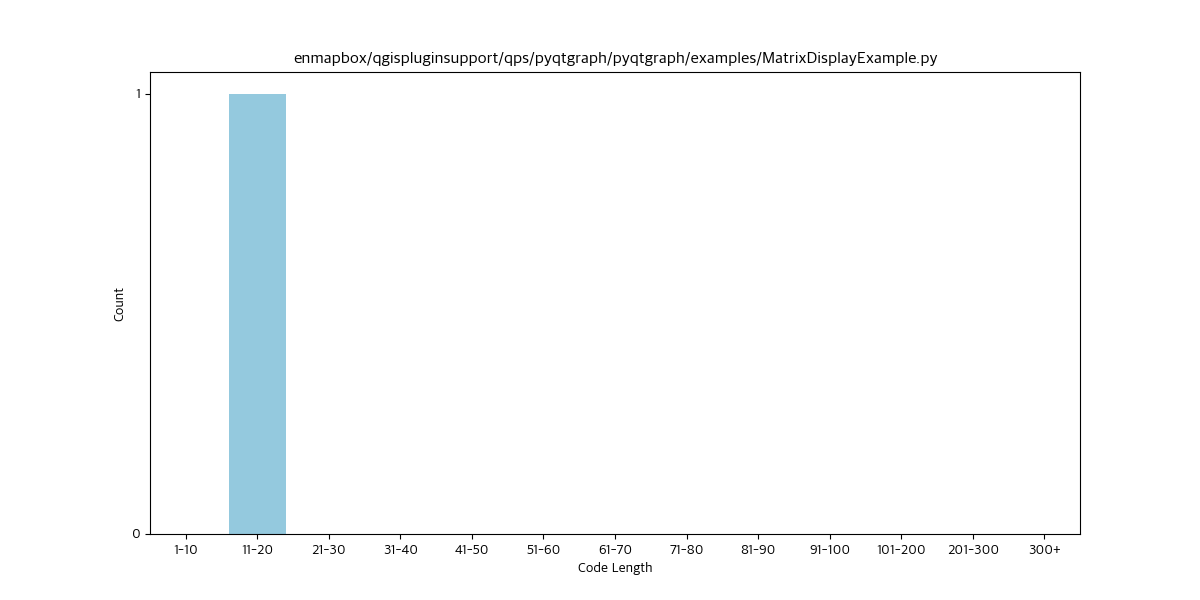 enmapbox/qgispluginsupport/qps/pyqtgraph/pyqtgraph/examples/MatrixDisplayExample.py
1
Count
0
1-10 11-20 21-30 31-40 41-50 51-60 61-70 71-80 81-90 91-100 101-200 201-300 300+
Code Length